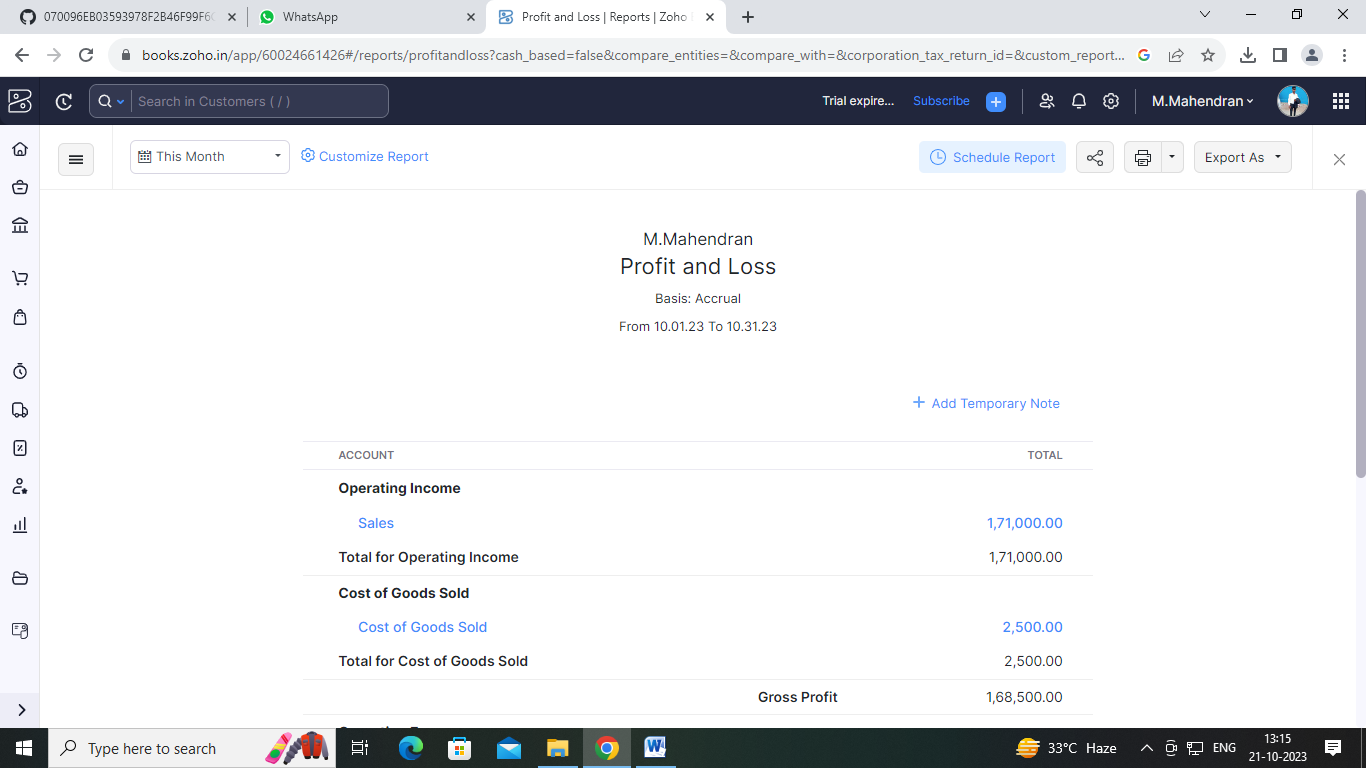 070096EB03593978F2B46F99F6
WhatsApp
Profit and Loss | Reports | Zoho
books.zoho.in/app/60024661426#/reports/profitandloss?cash_based=false&compare_entities=&compare_with=&corporation_tax_return_id=&custom_report...
Search in Customers ( / )
Trial expire... Subscribe M.Mahendran
This Month Customize Report Schedule Report Export As
M.Mahendran
Profit and Loss
Basis: Accrual
From 10.01.23 To 10.31.23
+ Add Temporary Note
ACCOUNT TOTAL
Operating Income
Sales 1,71,000.00
Total for Operating Income 1,71,000.00
Cost of Goods Sold
Cost of Goods Sold 2,500.00
Total for Cost of Goods Sold 2,500.00
Gross Profit 1,68,500.00
Type here to search
33°C Haze ENG 13:15
21-10-2023